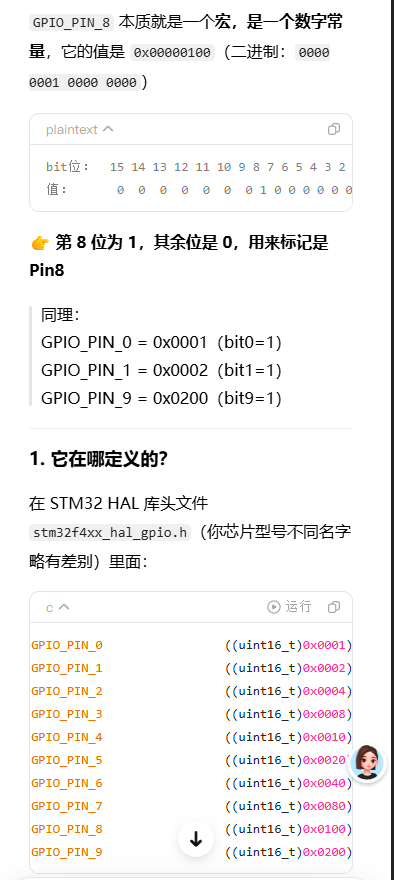 GPIO_PIN_8 本质就是一个宏，是一个数字常
量，它的值是 0x00000100（二进制：0000
0001 0000 0000）
plaintext
bit位： 15 14 13 12 11 10 9 8 7 6 5 4 3 2
值： 0 0 0 0 0 0 0 1 0 0 0 0 0 0
👉 第 8 位为 1，其余位是 0，用来标记是
Pin8
同理：
GPIO_PIN_0 = 0x0001（bit0=1）
GPIO_PIN_1 = 0x0002（bit1=1）
GPIO_PIN_9 = 0x0200（bit9=1）
1. 它在哪定义的？
在 STM32 HAL 库头文件
stm32f4xx_hal_gpio.h（你芯片型号不同名字
略有差别）里面：
c 运行
GPIO_PIN_0 ((uint16_t)0x0001)
GPIO_PIN_1 ((uint16_t)0x0002)
GPIO_PIN_2 ((uint16_t)0x0004)
GPIO_PIN_3 ((uint16_t)0x0008)
GPIO_PIN_4 ((uint16_t)0x0010)
GPIO_PIN_5 ((uint16_t)0x0020)
GPIO_PIN_6 ((uint16_t)0x0040)
GPIO_PIN_7 ((uint16_t)0x0080)
GPIO_PIN_8 ((uint16_t)0x0100)
GPIO_PIN_9 ((uint16_t)0x0200)